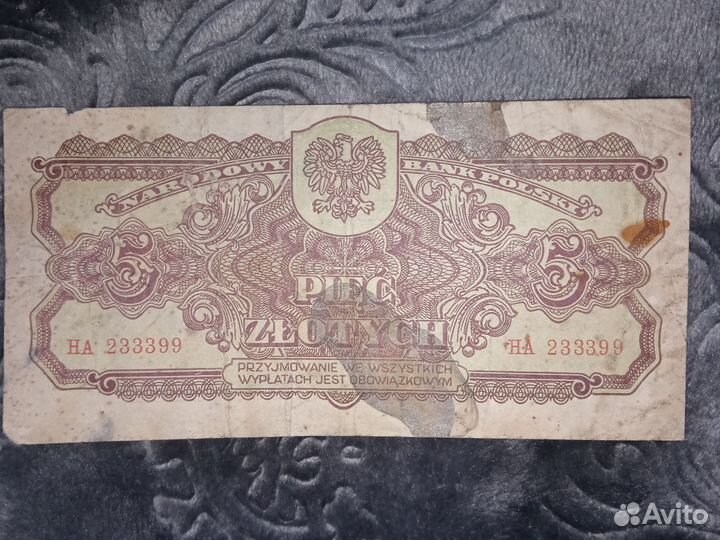 NARODOWY BANK POLSKI
5 5
PIĘĆ
ZŁOTYCH
HA 233399 HA 233399
PRZYJMOWANIE WE WSZYSTKICH
WYPŁATACH JEST OBOWIĄZKOWYM
Avito